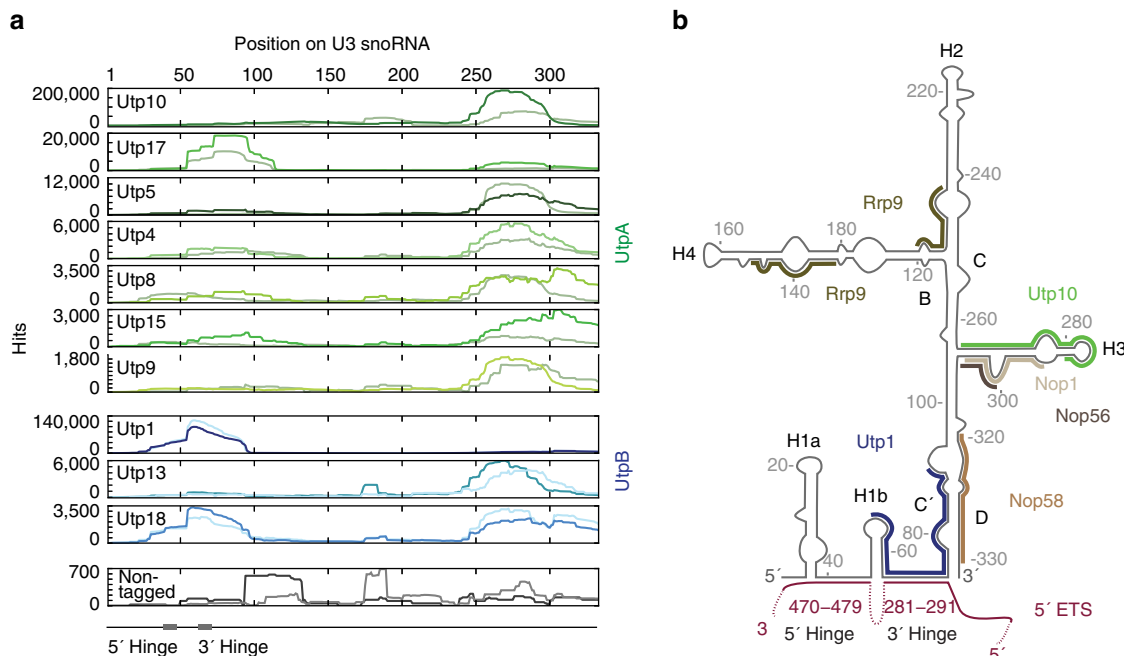 a
Position on U3 snoRNA
1 50 100 150 200 250 300
200,000
0
Utp10
20,000
0
Utp17
12,000
0
Utp5
6,000
0
Utp4
3,500
0
Utp8
3,000
0
Utp15
1,800
0
Utp9
140,000
0
Utp1
6,000
0
Utp13
3,500
0
Utp18
700
0
Non-
tagged
Hits
UtpA
UtpB
5´ Hinge 3´ Hinge
b
H2
220-
-240
Rrp9
160
180
H4
C
120
140
Rrp9
B
Utp10
-260
280
H3
Nop1
300
100-
Nop56
-320
H1a
Utp1
20-
H1b
C´
Nop58
80-
D
-60
-330
40
5´
3´
470–479 281–291
5´ ETS
3
5´ Hinge 3´ Hinge
5´